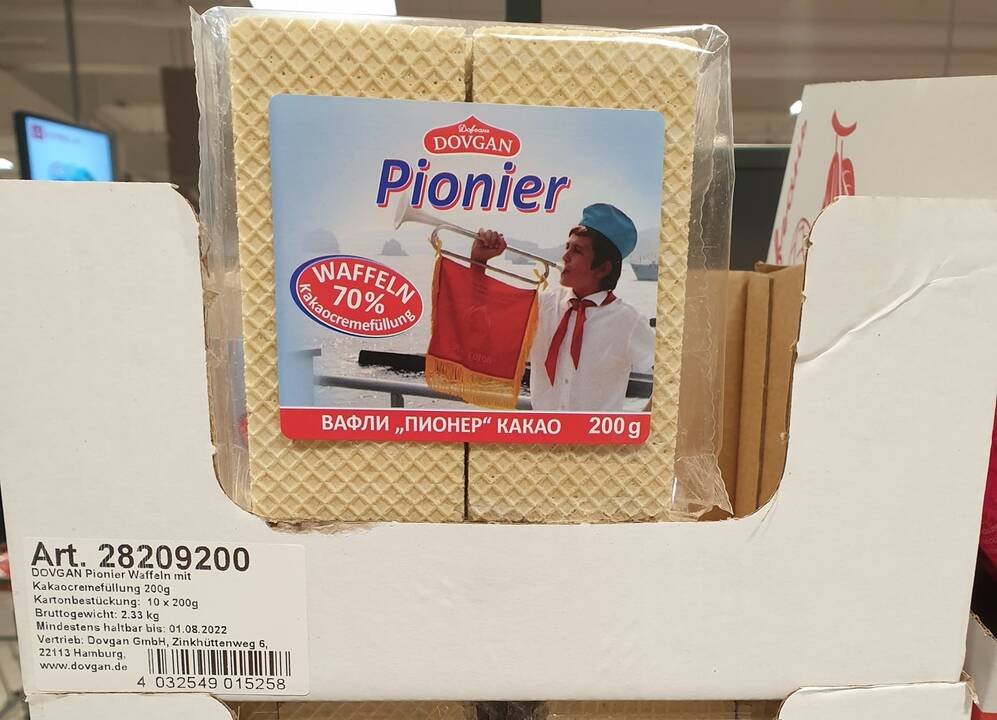 Довгань
DOVGAN
Pionier
WAFFELN
70%
Kakaocremefüllung
ВАФЛИ „ПИОНЕР“ КАКАО 200 g
Art. 28209200
DOVGAN Pionier Waffeln mit
Kakaocremefüllung 200g
Kartonbestückung: 10 x 200g
Bruttogewicht: 2.33 kg
Mindestens haltbar bis: 01.08.2022
Vertrieb: Dovgan GmbH, Zinkhüttenweg 6,
22113 Hamburg,
www.dovgan.de
4 032549 015258